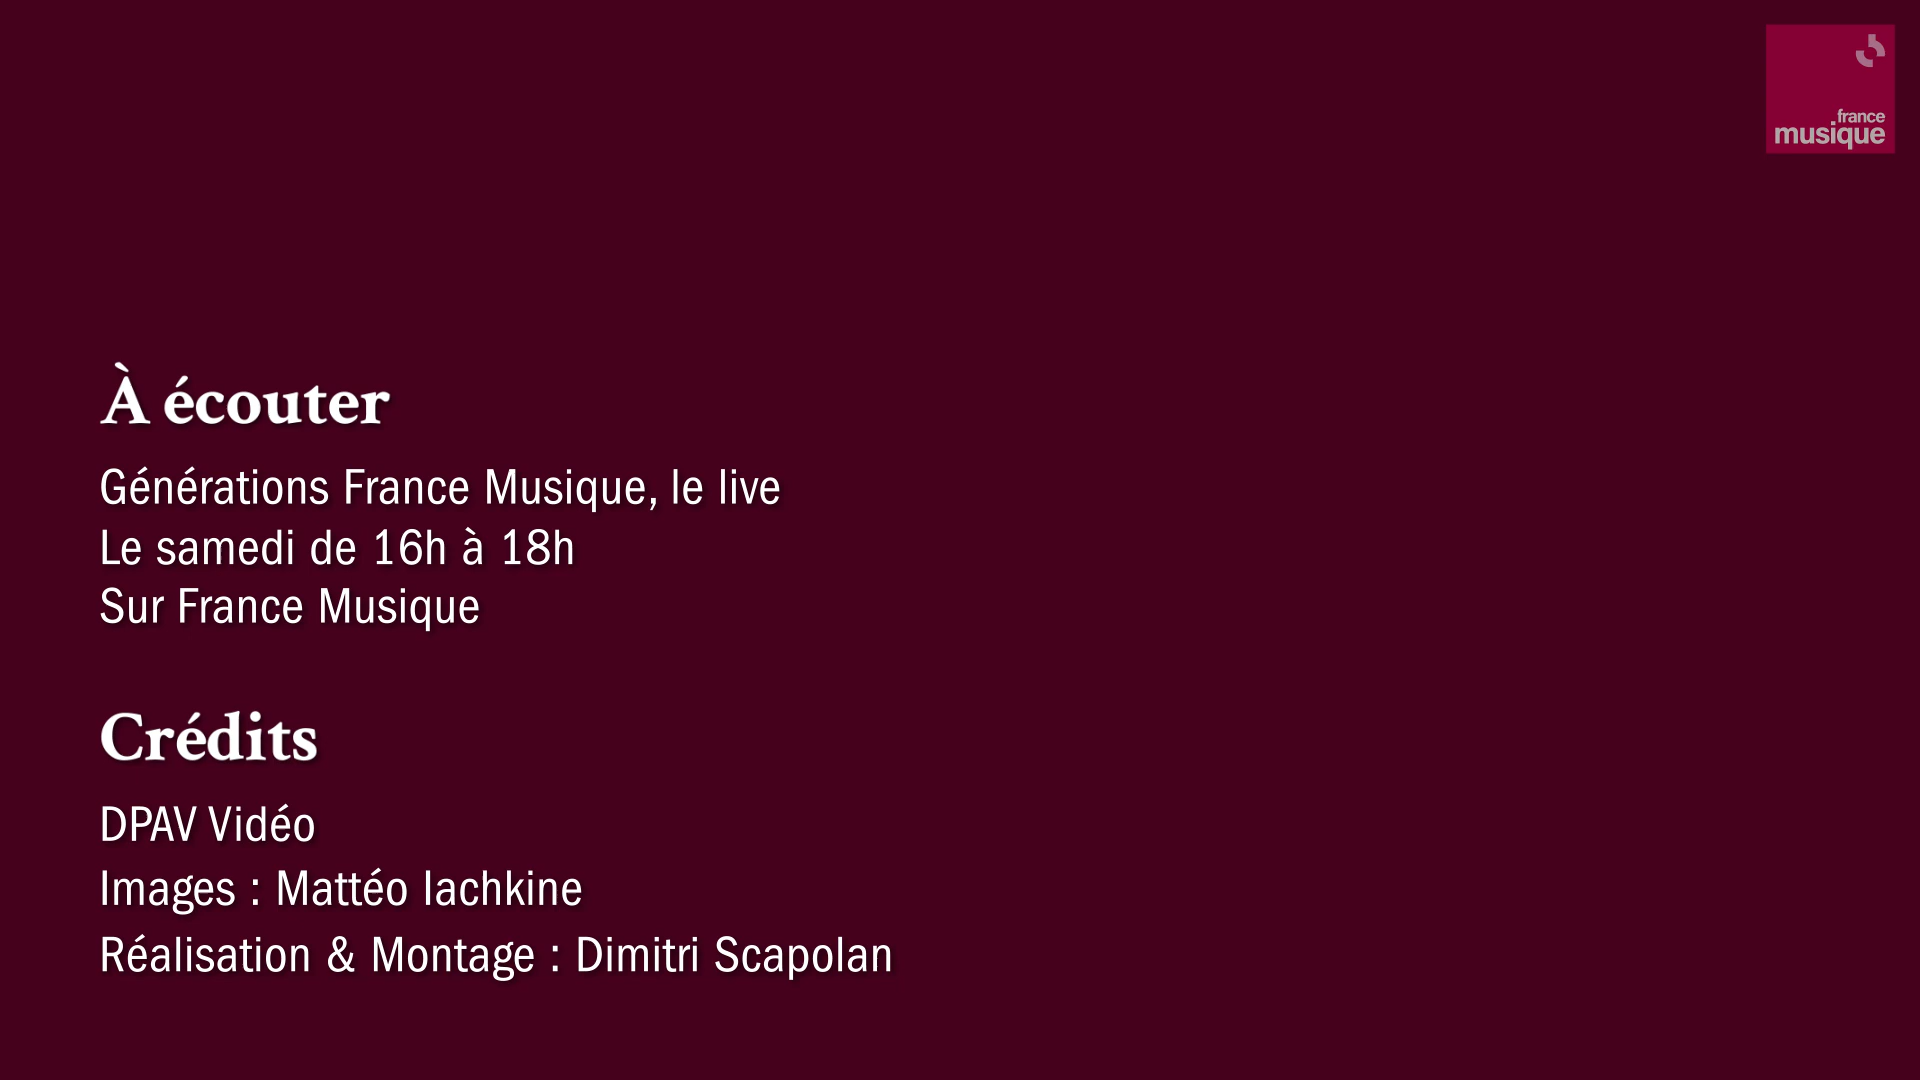 france
musique
À écouter
Générations France Musique, le live
Le samedi de 16h à 18h
Sur France Musique
Crédits
DPAV Vidéo
Images : Mattéo Iachkine
Réalisation & Montage : Dimitri Scapolan